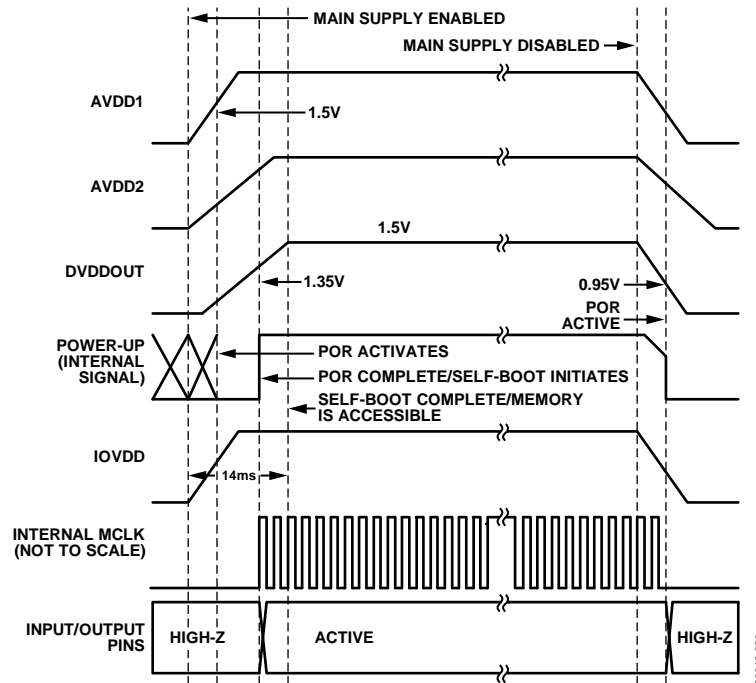 MAIN SUPPLY ENABLED
MAIN SUPPLY DISABLED
AVDD1
1.5V
AVDD2
1.5V
DVDDOUT
1.35V
0.95V
POR
ACTIVE
POWER-UP
(INTERNAL
SIGNAL)
POR ACTIVATES
POR COMPLETE/SELF-BOOT INITIATES
SELF-BOOT COMPLETE/MEMORY
IS ACCESSIBLE
IOVDD
14ms
INTERNAL MCLK
(NOT TO SCALE)
INPUT/OUTPUT
PINS
HIGH-Z
ACTIVE
HIGH-Z